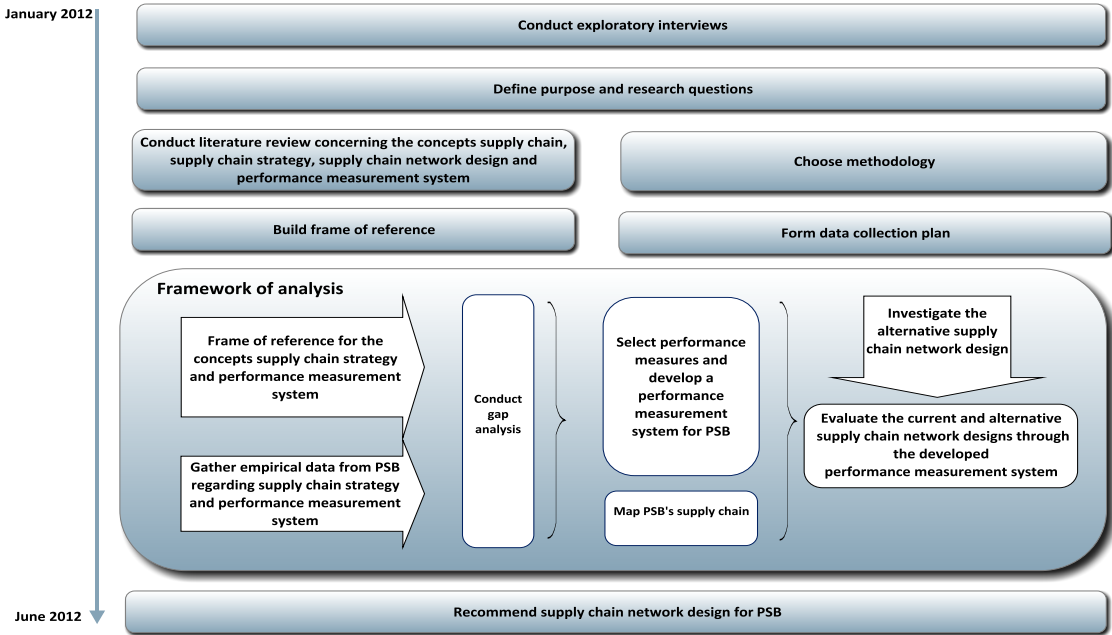 January 2012
Conduct exploratory interviews
Define purpose and research questions
Conduct literature review concerning the concepts supply chain,
supply chain strategy, supply chain network design and
performance measurement system
Choose methodology
Build frame of reference
Form data collection plan
Framework of analysis
Frame of reference for the
concepts supply chain strategy
and performance measurement
system
Gather empirical data from PSB
regarding supply chain strategy
and performance measurement
system
Conduct
gap
analysis
Select performance
measures and
develop a
performance
measurement
system for PSB
Map PSB's supply chain
Investigate the
alternative supply
chain network design
Evaluate the current and alternative
supply chain network designs through
the developed
performance measurement system
Recommend supply chain network design for PSB
June 2012